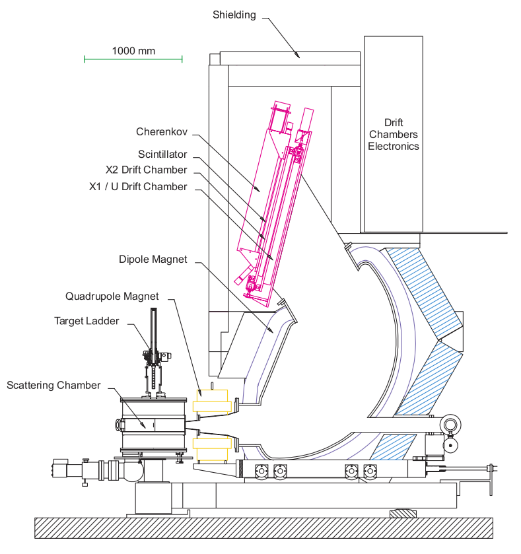 Shielding
1000 mm
Drift
Chambers
Electronics
Cherenkov
Scintillator
X2 Drift Chamber
X1 / U Drift Chamber
Dipole Magnet
Quadrupole Magnet
Target Ladder
Scattering Chamber